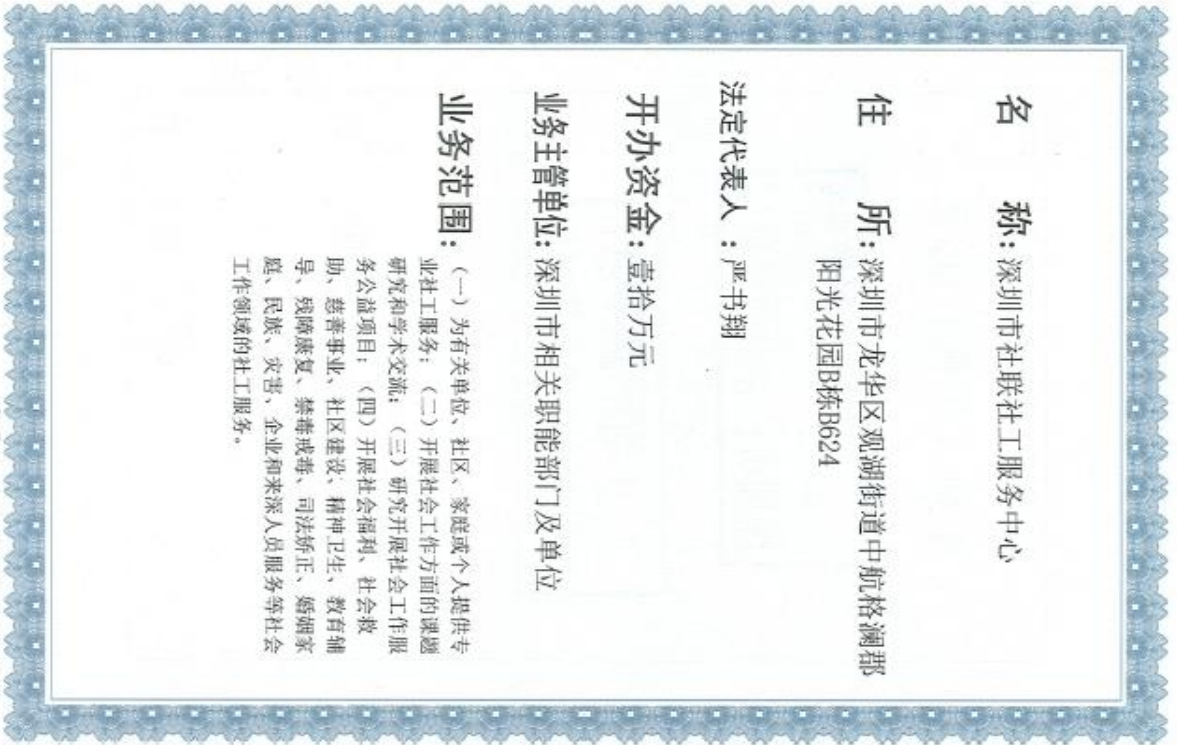 名　　称：深圳市社联社工服务中心
住　　所：深圳市龙华区观湖街道中航格澜郡
阳光花园B栋B624
法定代表人：严书翔
开办资金：壹拾万元
业务主管单位：深圳市相关职能部门及单位
业务范围：（一）为有关单位、社区、家庭或个人提供专
业社工服务；（二）开展社会工作方面的课题
研究和学术交流；（三）研究开展社会工作服
务公益项目；（四）开展社会福利、社会救
助、慈善事业、社区建设、精神卫生、教育辅
导、残障康复、禁毒戒毒、司法矫正、婚姻家
庭、民族、灾害、企业和来深人员服务等社会
工作领域的社工服务。